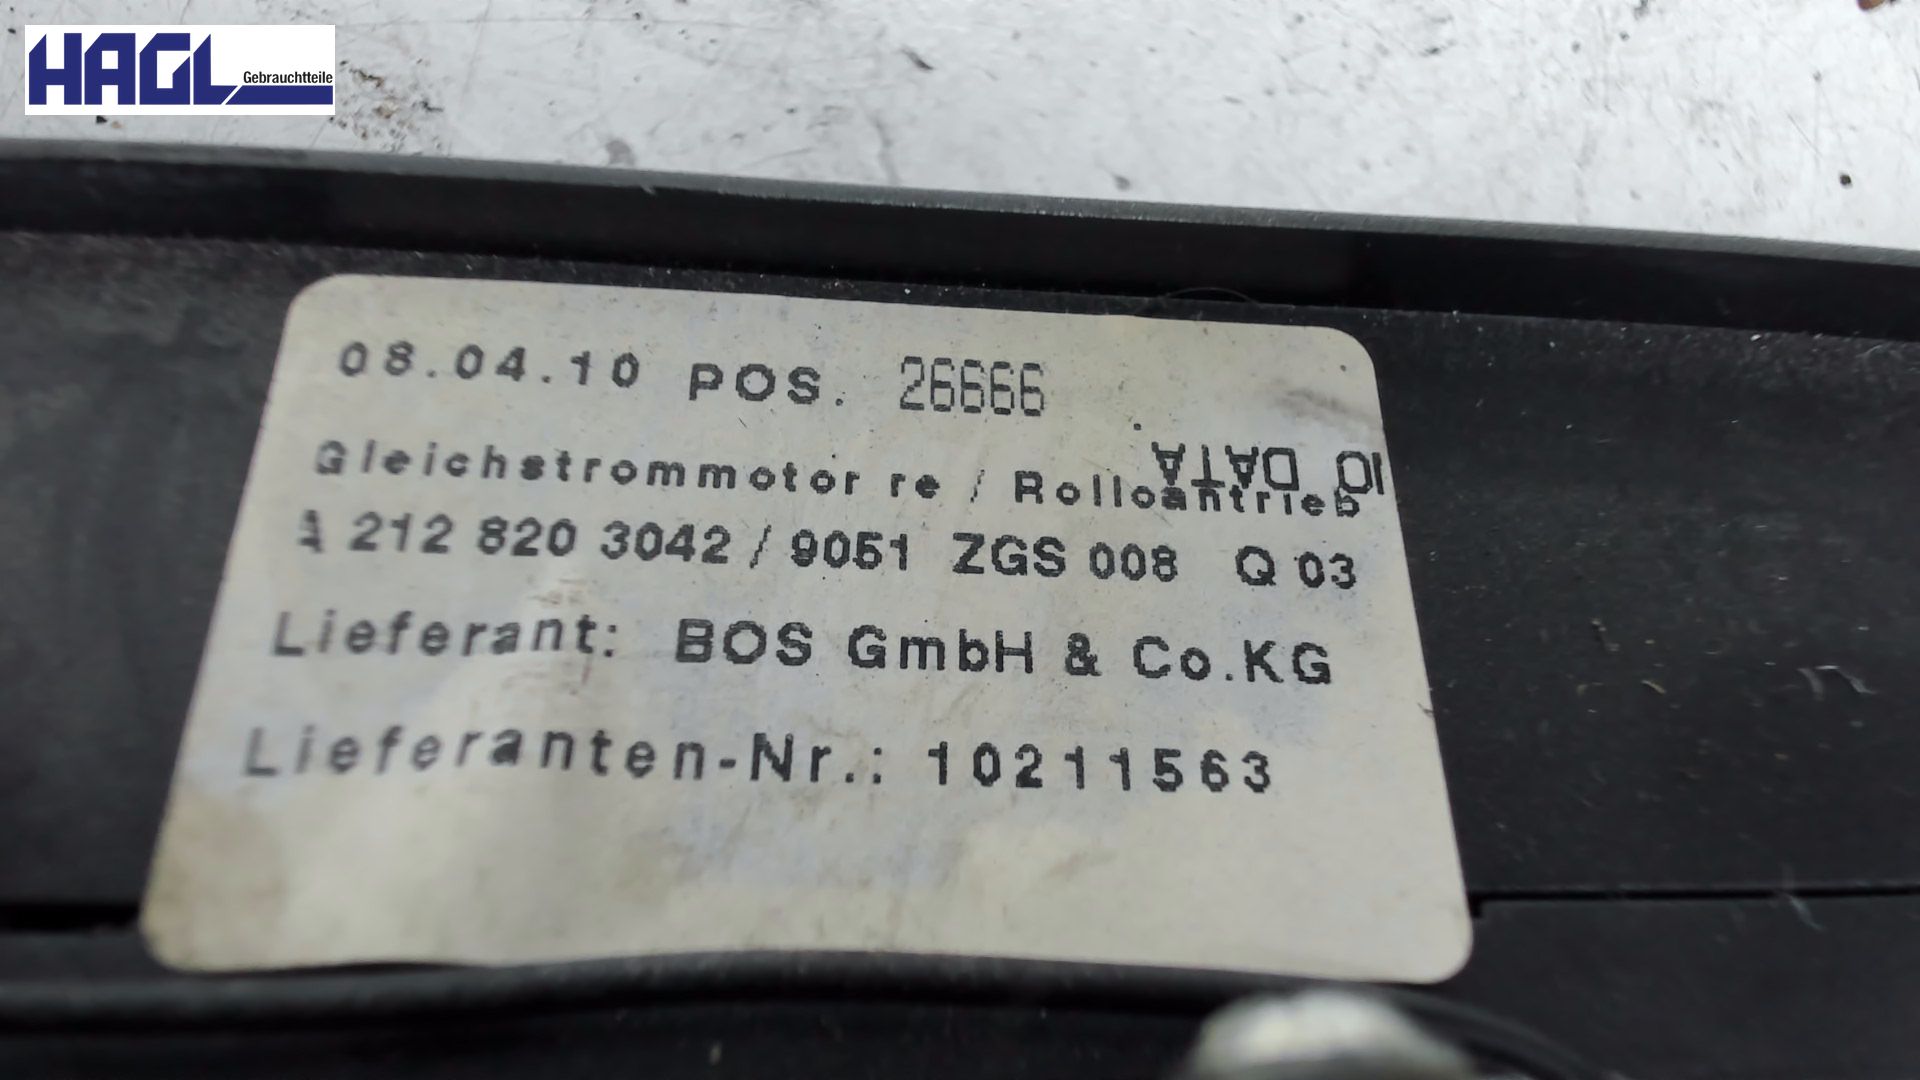 HAGL
Gebrauchtteile
08.04.10 POS. 26666
IO DATA
Gleichstrommotor re / Rolloantrieb
A 212 820 3042 / 9051 ZGS 008 Q 03
Lieferant: BOS GmbH & Co.KG
Lieferanten-Nr.: 10211563